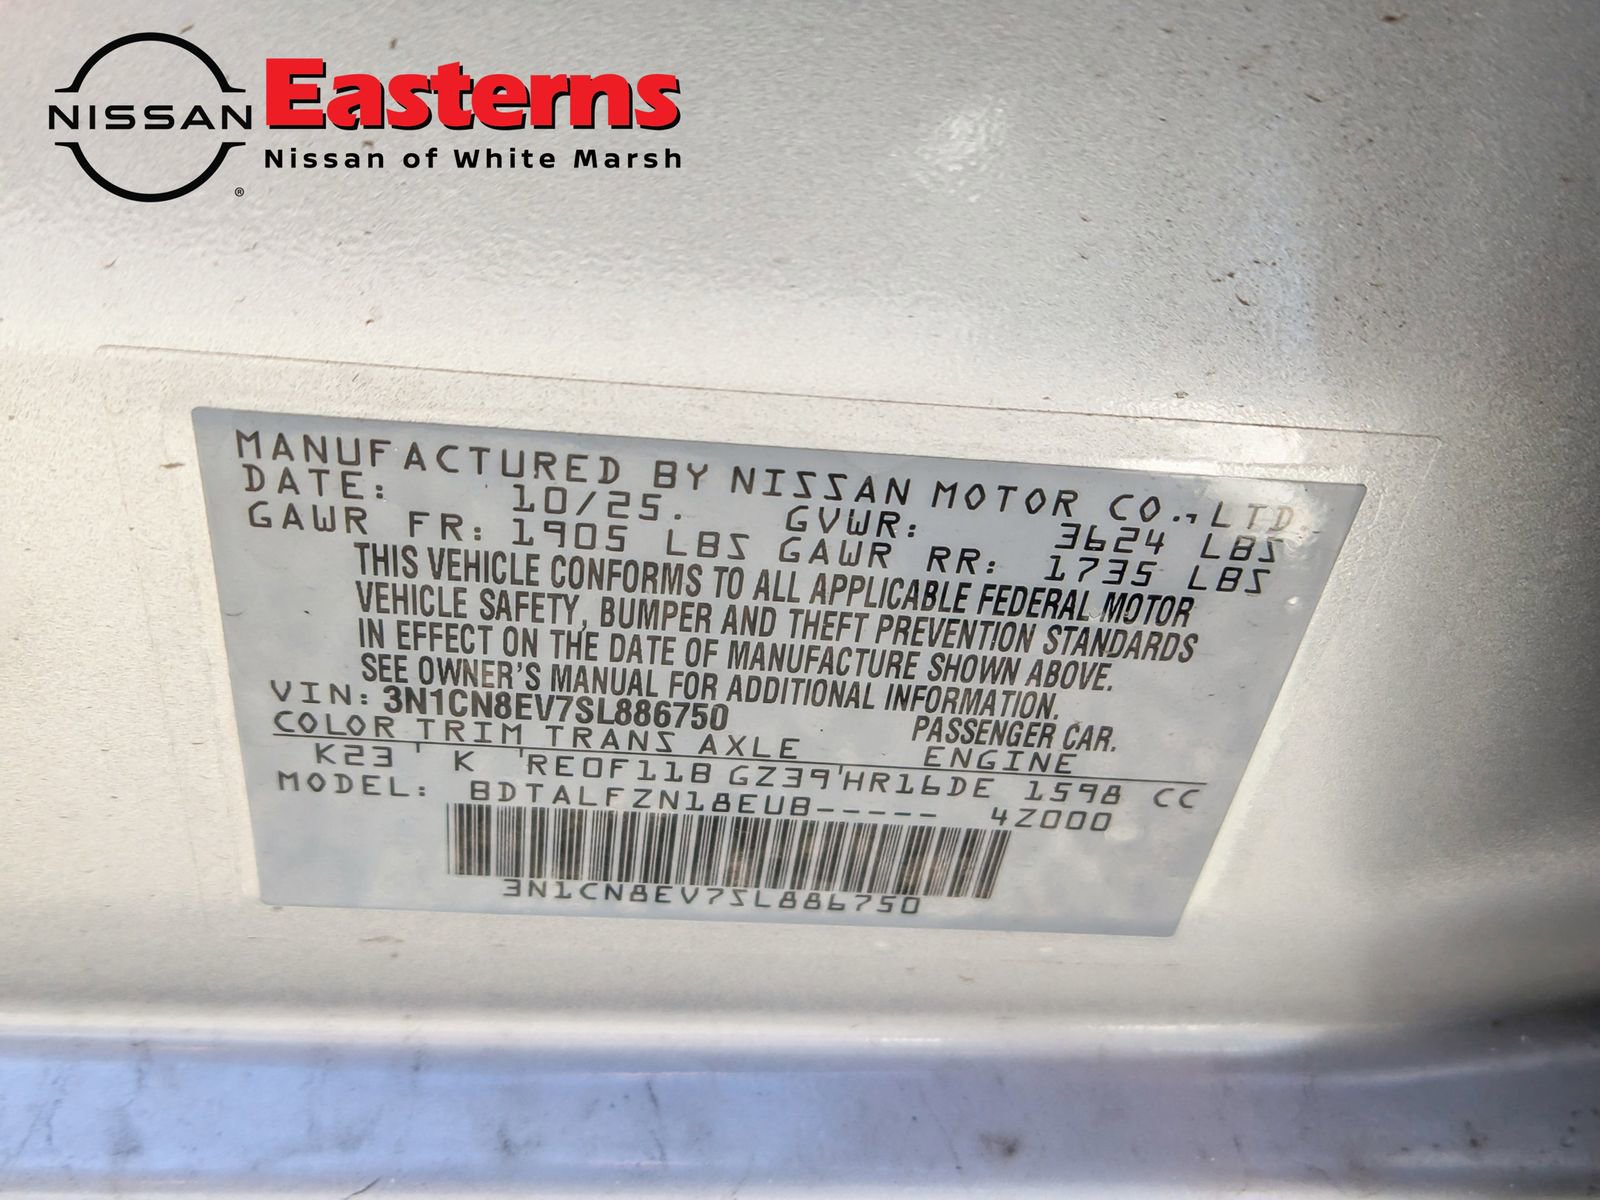 NISSAN
®
Easterns
Nissan of White Marsh
MANUFACTURED BY NISSAN MOTOR CO., LTD.
DATE: 10/25. GVWR: 3624 LBS
GAWR FR: 1905 LBS GAWR RR: 1735 LBS
THIS VEHICLE CONFORMS TO ALL APPLICABLE FEDERAL MOTOR
VEHICLE SAFETY, BUMPER AND THEFT PREVENTION STANDARDS
IN EFFECT ON THE DATE OF MANUFACTURE SHOWN ABOVE.
SEE OWNER'S MANUAL FOR ADDITIONAL INFORMATION.
VIN: 3N1CN8EV7SL886750 PASSENGER CAR.
COLOR TRIM TRANS AXLE ENGINE
K23 ' K 'RE0F11B GZ39'HR16DE 1598 CC
MODEL: BDTALFZN18EUB----- 4Z000
3N1CN8EV7SL886750